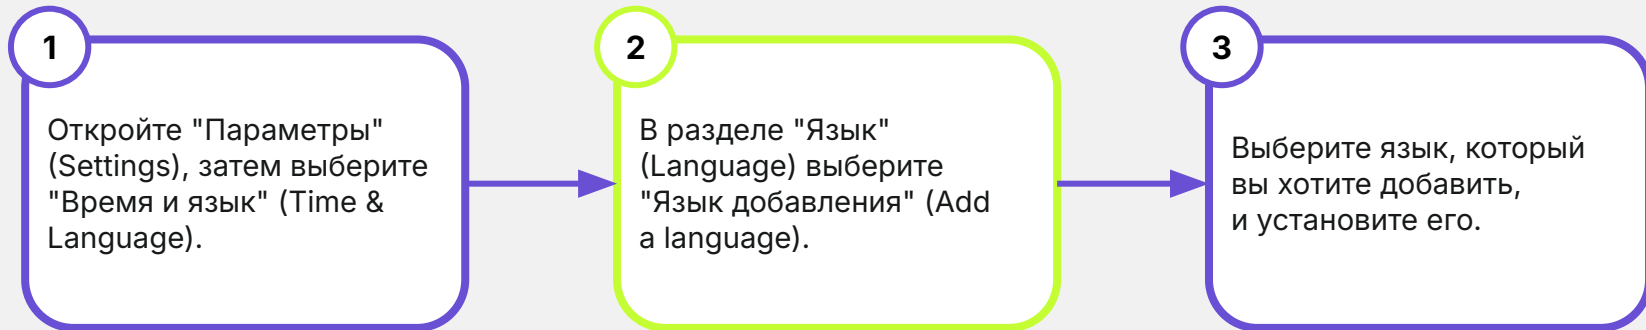 1
Откройте "Параметры"
(Settings), затем выберите
"Время и язык" (Time &
Language).
2
В разделе "Язык"
(Language) выберите
"Язык добавления" (Add
a language).
3
Выберите язык, который
вы хотите добавить,
и установите его.